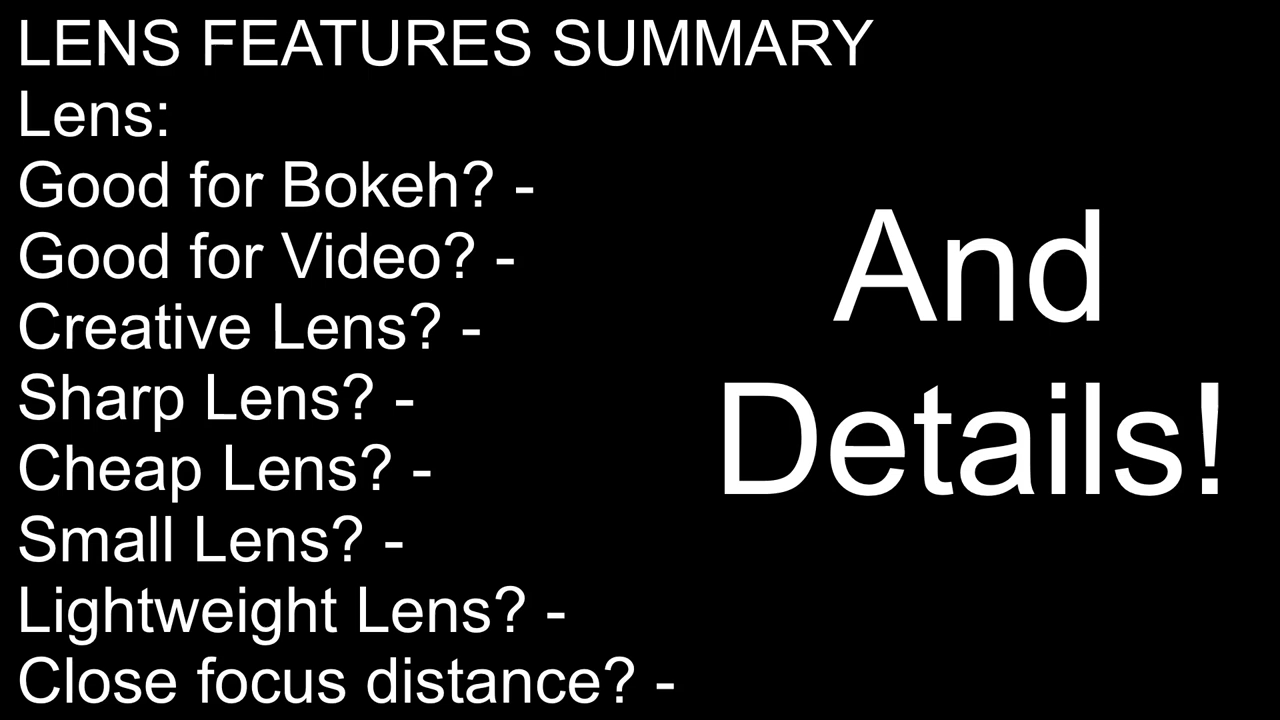 LENS FEATURES SUMMARY
Lens:
Good for Bokeh? -
Good for Video? -
Creative Lens? -
Sharp Lens? -
Cheap Lens? -
Small Lens? -
Lightweight Lens? -
Close focus distance? -
And
Details!